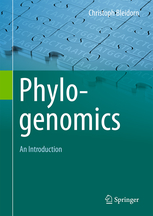 Christoph Bleidorn
Phylo-
genomics
An Introduction
Springer